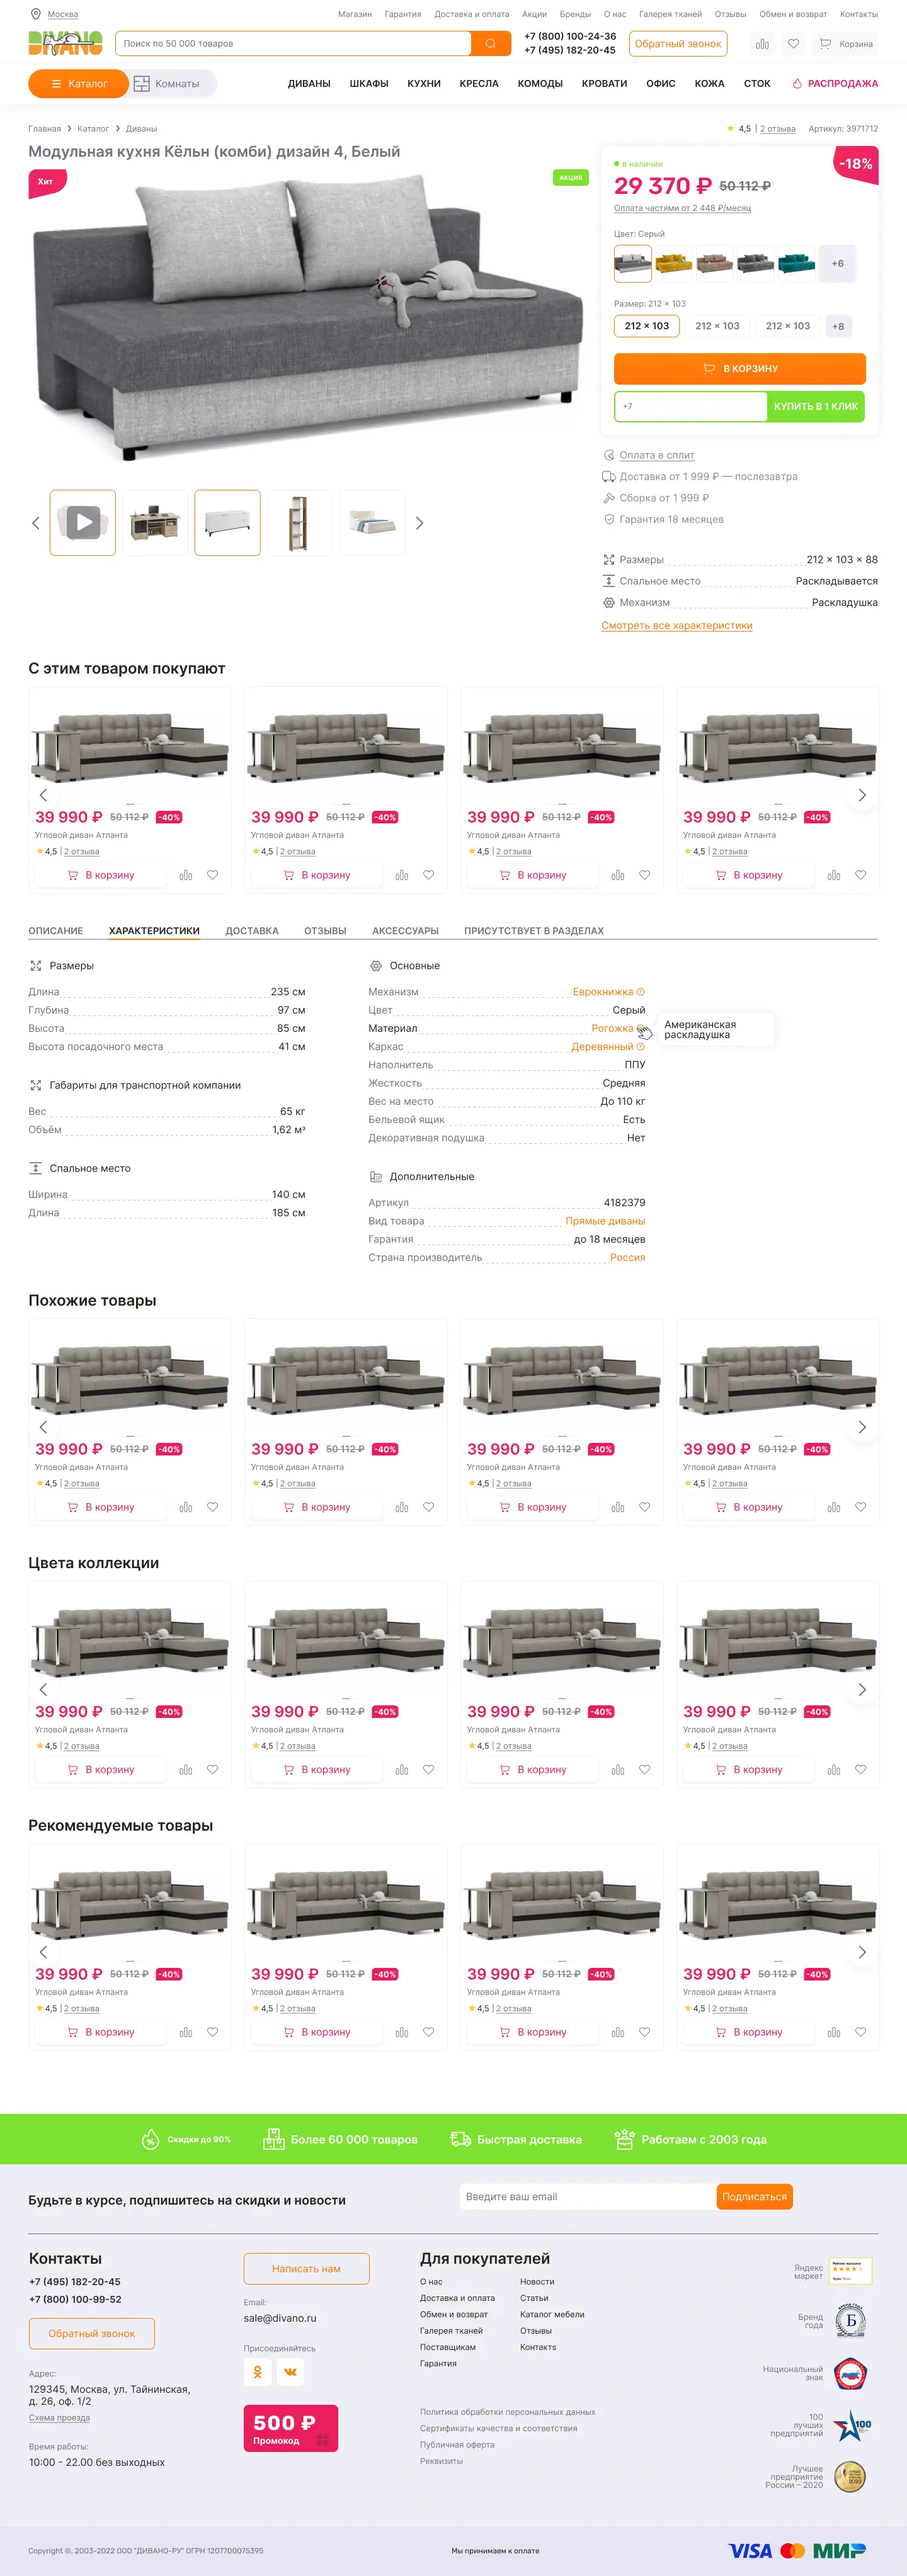 Москва
Магазин Гарантия Доставка и оплата Акции Бренды О нас Галерея тканей Отзывы Обмен и возврат Контакты
DIVANO
Поиск по 50 000 товаров
+7 (800) 100-24-36
+7 (495) 182-20-45
Обратный звонок
Корзина
Каталог
Комнаты
ДИВАНЫ ШКАФЫ КУХНИ КРЕСЛА КОМОДЫ КРОВАТИ ОФИС КОЖА СТОК РАСПРОДАЖА
Главная Каталог Диваны
4,5 | 2 отзыва Артикул: 3971712
Модульная кухня Кёльн (комби) дизайн 4, Белый
Хит
АКЦИЯ
-18%
в наличии
29 370 ₽ 50 112 ₽
Оплата частями от 2 448 ₽/месяц
Цвет: Серый
+6
Размер: 212 × 103
212 × 103 212 × 103 212 × 103 +8
В КОРЗИНУ
+7 КУПИТЬ В 1 КЛИК
Оплата в сплит
Доставка от 1 999 ₽ — послезавтра
Сборка от 1 999 ₽
Гарантия 18 месяцев
Размеры 212 × 103 × 88
Спальное место Раскладывается
Механизм Раскладушка
Смотреть все характеристики
С этим товаром покупают
39 990 ₽ 50 112 ₽ -40% 39 990 ₽ 50 112 ₽ -40% 39 990 ₽ 50 112 ₽ -40% 39 990 ₽ 50 112 ₽ -40%
Угловой диван Атланта Угловой диван Атланта Угловой диван Атланта Угловой диван Атланта
4,5 | 2 отзыва 4,5 | 2 отзыва 4,5 | 2 отзыва 4,5 | 2 отзыва
В корзину В корзину В корзину В корзину
ОПИСАНИЕ ХАРАКТЕРИСТИКИ ДОСТАВКА ОТЗЫВЫ АКСЕССУАРЫ ПРИСУТСТВУЕТ В РАЗДЕЛАХ
Размеры
Длина 235 см
Глубина 97 см
Высота 85 см
Высота посадочного места 41 см
Габариты для транспортной компании
Вес 65 кг
Объём 1,62 м³
Спальное место
Ширина 140 см
Длина 185 см
Основные
Механизм Еврокнижка
Цвет Серый
Материал Рогожка
Каркас Деревянный
Наполнитель ППУ
Жесткость Средняя
Вес на место До 110 кг
Бельевой ящик Есть
Декоративная подушка Нет
Американская
раскладушка
Дополнительные
Артикул 4182379
Вид товара Прямые диваны
Гарантия до 18 месяцев
Страна производитель Россия
Похожие товары
39 990 ₽ 50 112 ₽ -40% 39 990 ₽ 50 112 ₽ -40% 39 990 ₽ 50 112 ₽ -40% 39 990 ₽ 50 112 ₽ -40%
Угловой диван Атланта Угловой диван Атланта Угловой диван Атланта Угловой диван Атланта
4,5 | 2 отзыва 4,5 | 2 отзыва 4,5 | 2 отзыва 4,5 | 2 отзыва
В корзину В корзину В корзину В корзину
Цвета коллекции
39 990 ₽ 50 112 ₽ -40% 39 990 ₽ 50 112 ₽ -40% 39 990 ₽ 50 112 ₽ -40% 39 990 ₽ 50 112 ₽ -40%
Угловой диван Атланта Угловой диван Атланта Угловой диван Атланта Угловой диван Атланта
4,5 | 2 отзыва 4,5 | 2 отзыва 4,5 | 2 отзыва 4,5 | 2 отзыва
В корзину В корзину В корзину В корзину
Рекомендуемые товары
39 990 ₽ 50 112 ₽ -40% 39 990 ₽ 50 112 ₽ -40% 39 990 ₽ 50 112 ₽ -40% 39 990 ₽ 50 112 ₽ -40%
Угловой диван Атланта Угловой диван Атланта Угловой диван Атланта Угловой диван Атланта
4,5 | 2 отзыва 4,5 | 2 отзыва 4,5 | 2 отзыва 4,5 | 2 отзыва
В корзину В корзину В корзину В корзину
Скидки до 90% Более 60 000 товаров Быстрая доставка Работаем с 2003 года
Будьте в курсе, подпишитесь на скидки и новости
Введите ваш email Подписаться
Контакты
+7 (495) 182-20-45
+7 (800) 100-99-52
Обратный звонок
Адрес:
129345, Москва, ул. Тайнинская,
д. 26, оф. 1/2
Схема проезда
Время работы:
10:00 - 22.00 без выходных
Написать нам
Email:
sale@divano.ru
Присоединяйтесь
500 ₽
Промокод
Для покупателей
О нас
Доставка и оплата
Обмен и возврат
Галерея тканей
Поставщикам
Гарантия
Новости
Статьи
Каталог мебели
Отзывы
Контактs
Политика обработки персональных данных
Сертификаты качества и соответствия
Публичная оферта
Реквизиты
Яндекс
маркет
Бренд
года
Национальный
знак
100
лучших
предприятий
100
Лучшее
предприятие
России – 2020
Copyright ©, 2003-2022 ООО "ДИВАНО-РУ" ОГРН 1207700075395
Мы принимаем к оплате
VISA МИР